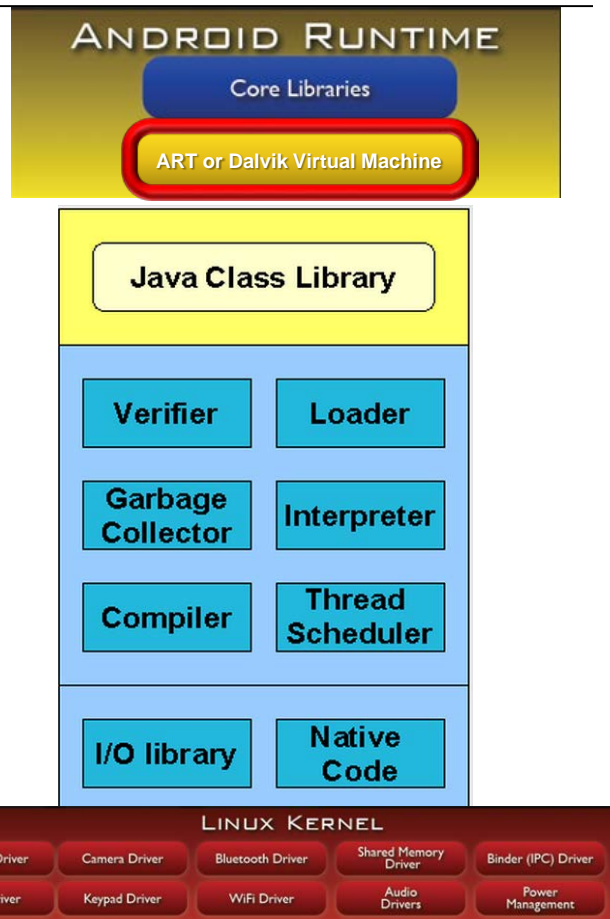 ANDROID RUNTIME
Core Libraries
ART or Dalvik Virtual Machine
Java Class Library
Verifier
Loader
Garbage
Collector
Interpreter
Compiler
Thread
Scheduler
I/O library
Native
Code
LINUX KERNEL
Driver
Camera Driver
Bluetooth Driver
Shared Memory
Driver
Binder (IPC) Driver
Keypad Driver
WiFi Driver
Audio
Drivers
Power
Management